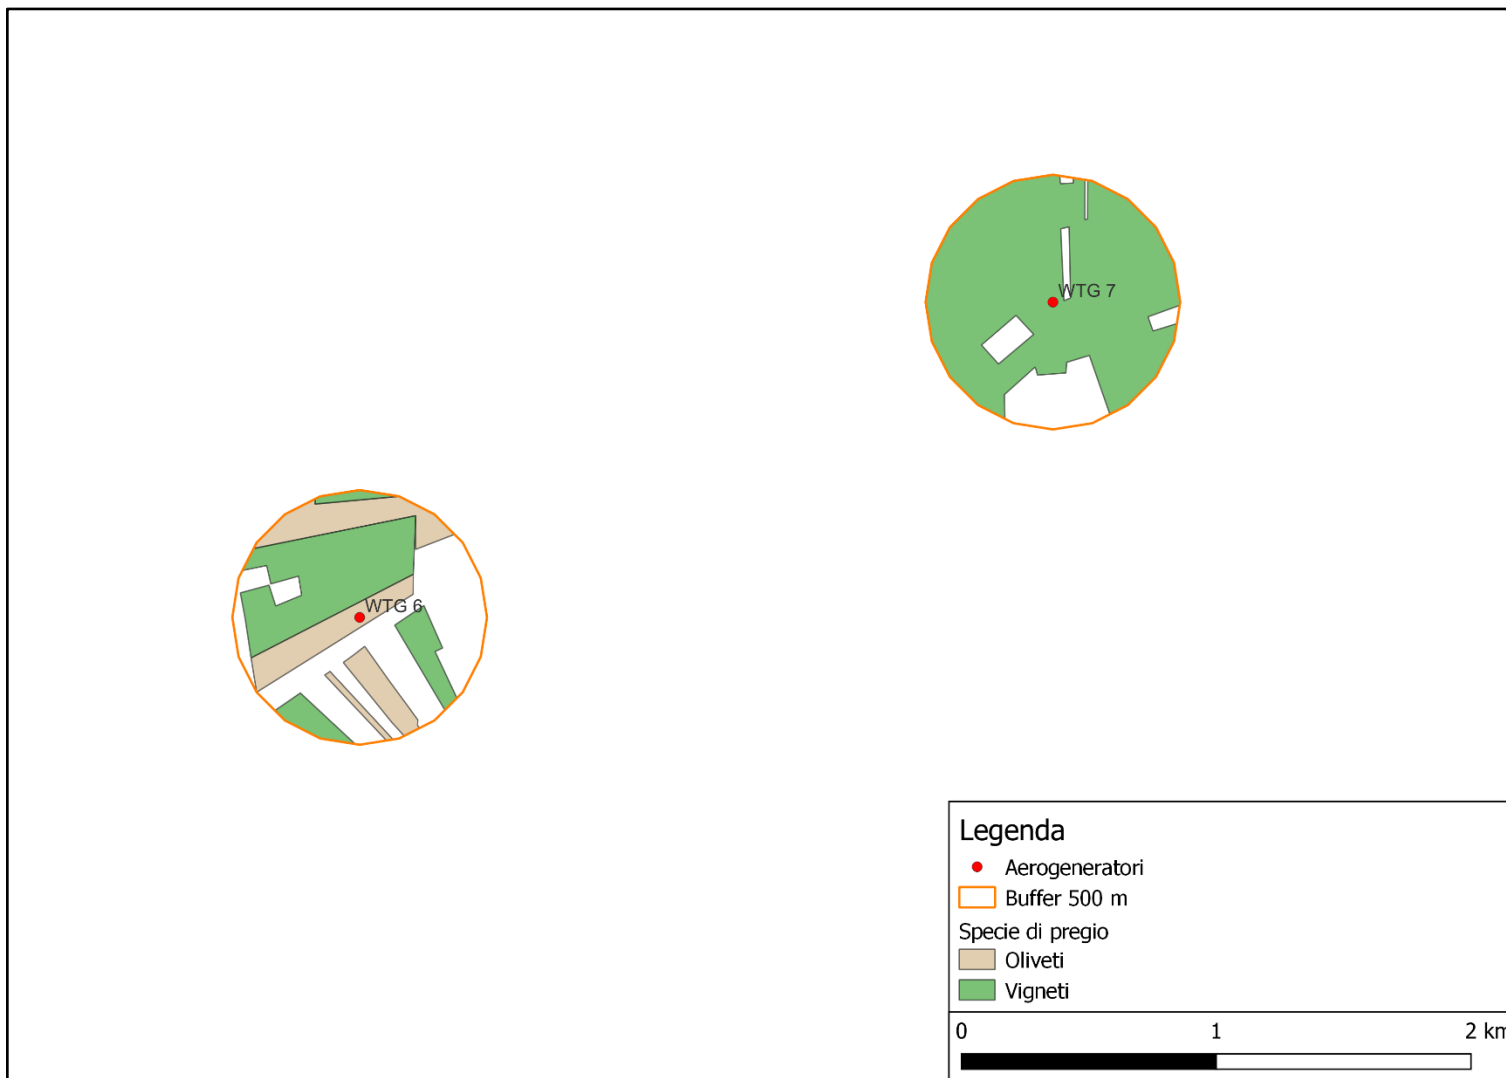 WTG 7
WTG 6
Legenda
Aerogeneratori
Buffer 500 m
Specie di pregio
Oliveti
Vigneti
0 1 2 km